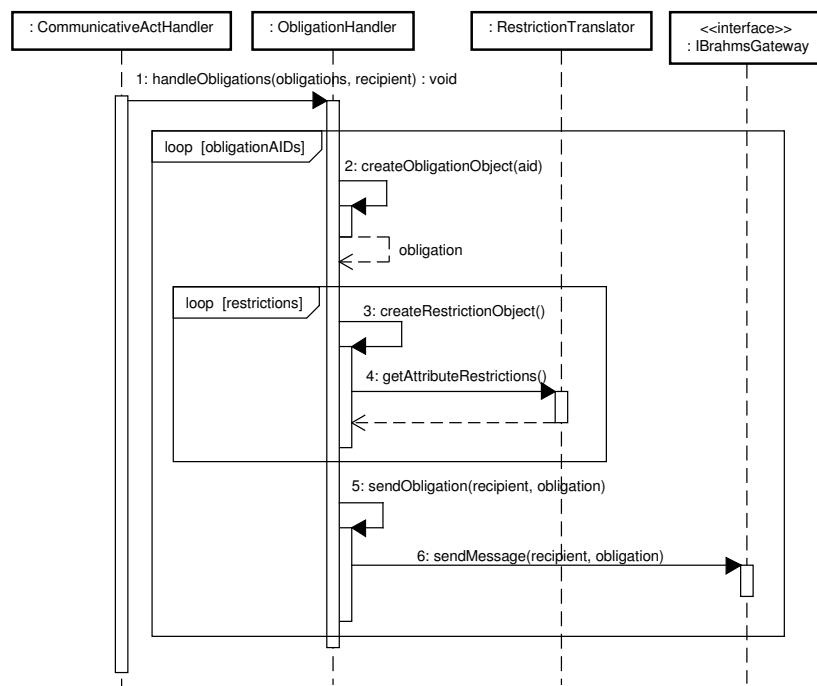 : CommunicativeActHandler
: ObligationHandler
: RestrictionTranslator
<<interface>>
: IBrahmsGateway
1: handleObligations(obligations, recipient) : void
loop [obligationAIDs]
2: createObligationObject(aid)
obligation
loop [restrictions]
3: createRestrictionObject()
4: getAttributeRestrictions()
5: sendObligation(recipient, obligation)
6: sendMessage(recipient, obligation)